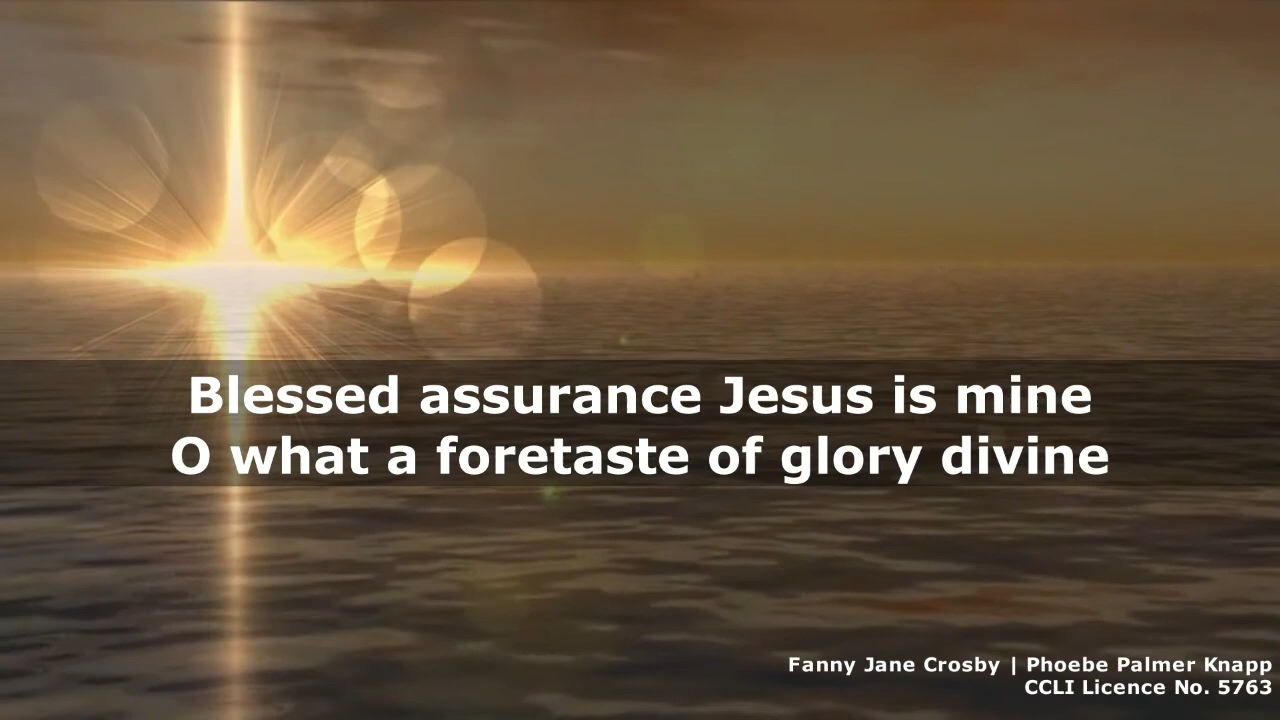 Blessed assurance Jesus is mine
O what a foretaste of glory divine
Fanny Jane Crosby | Phoebe Palmer Knapp
CCLI Licence No. 5763